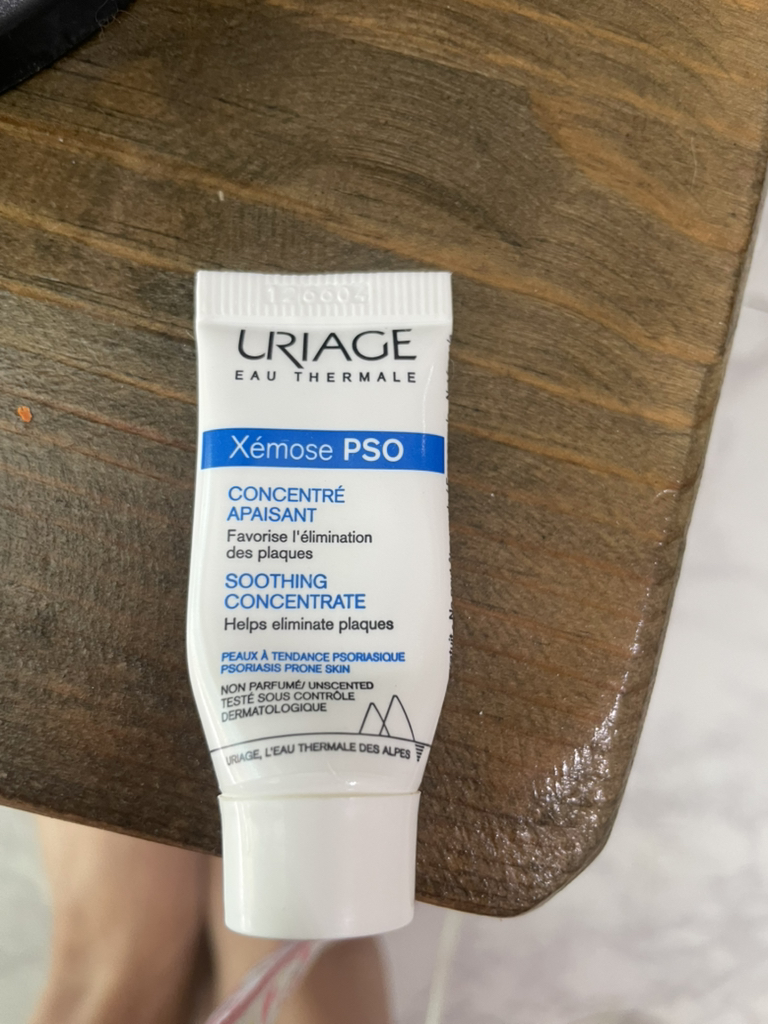 URIAGE
EAU THERMALE
Xémose PSO
CONCENTRÉ
APAISANT
Favorise l'élimination
des plaques
SOOTHING
CONCENTRATE
Helps eliminate plaques
PEAUX À TENDANCE PSORIASIQUE
PSORIASIS PRONE SKIN
NON PARFUMÉ/ UNSCENTED
TESTÉ SOUS CONTRÔLE
DERMATOLOGIQUE
URIAGE, L'EAU THERMALE DES ALPES